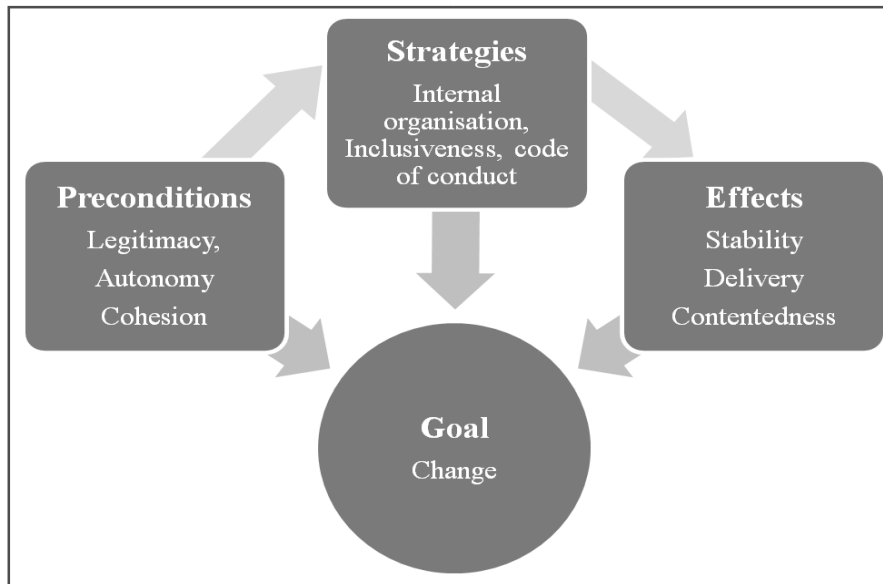 Strategies
Internal
organisation,
Inclusiveness, code
of conduct
Preconditions
Legitimacy,
Autonomy
Cohesion
Effects
Stability
Delivery
Contentedness
Goal
Change